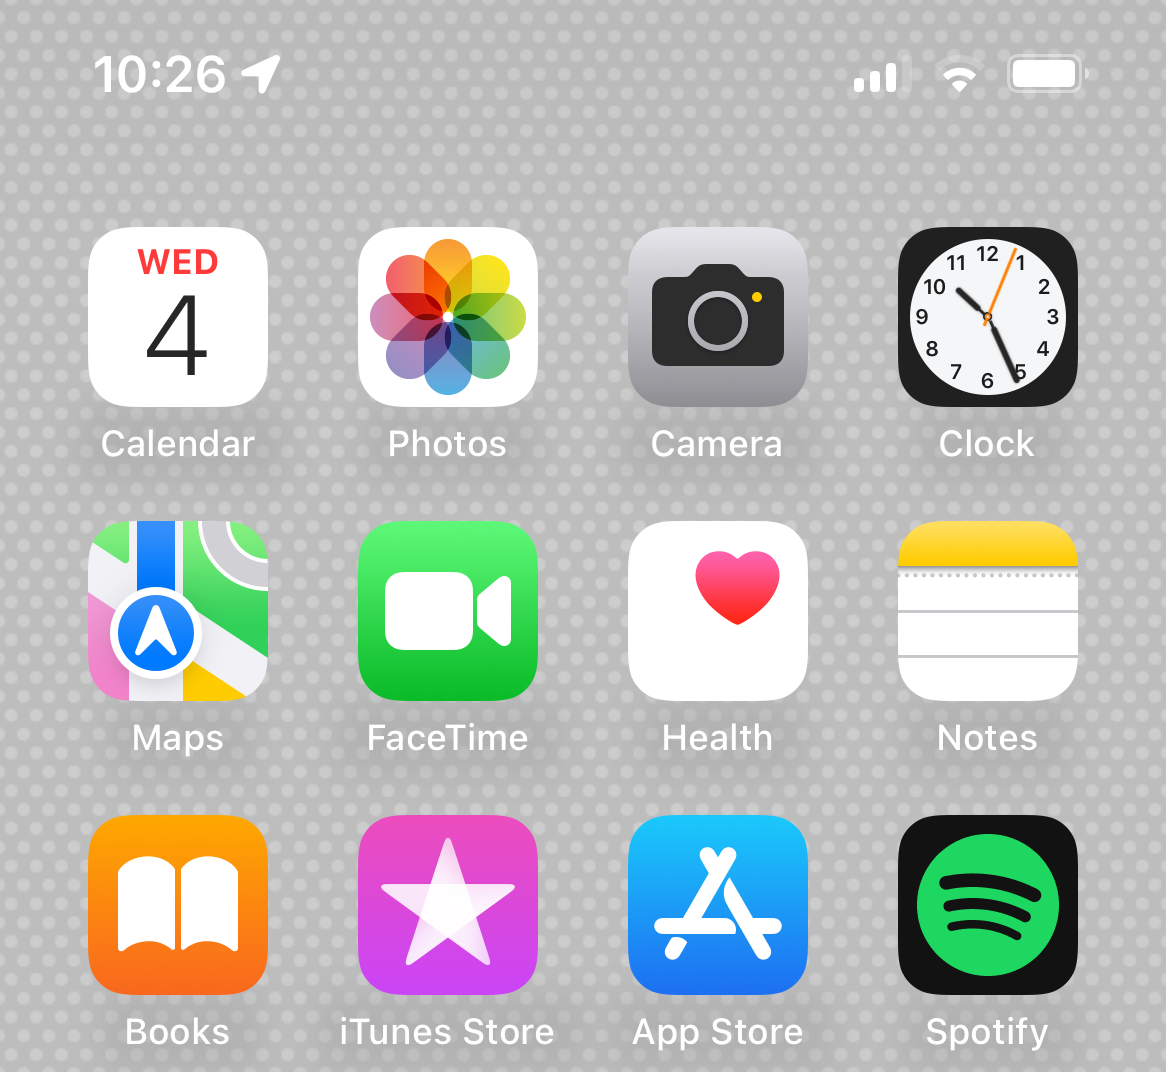 10:26
WED
4
12
11
1
10
2
9
3
8
4
7
5
6
Calendar
Photos
Camera
Clock
Maps
FaceTime
Health
Notes
Books
iTunes Store
App Store
Spotify